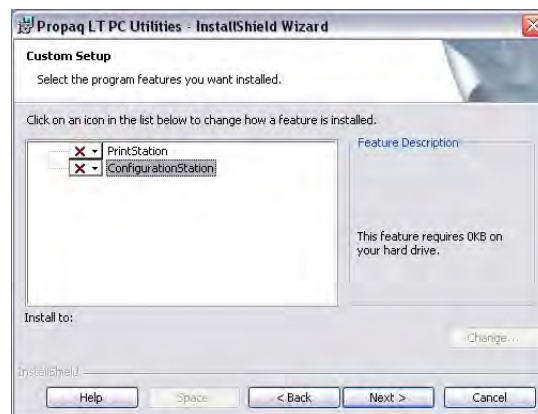 Propaq LT PC Utilities - InstallShield Wizard
Custom Setup
Select the program features you want installed.
Click on an icon in the list below to change how a feature is installed.
PrintStation
ConfigurationStation
Feature Description
This feature requires 0KB on
your hard drive.
Install to:
Change...
InstallShield
Help
Space
< Back
Next >
Cancel